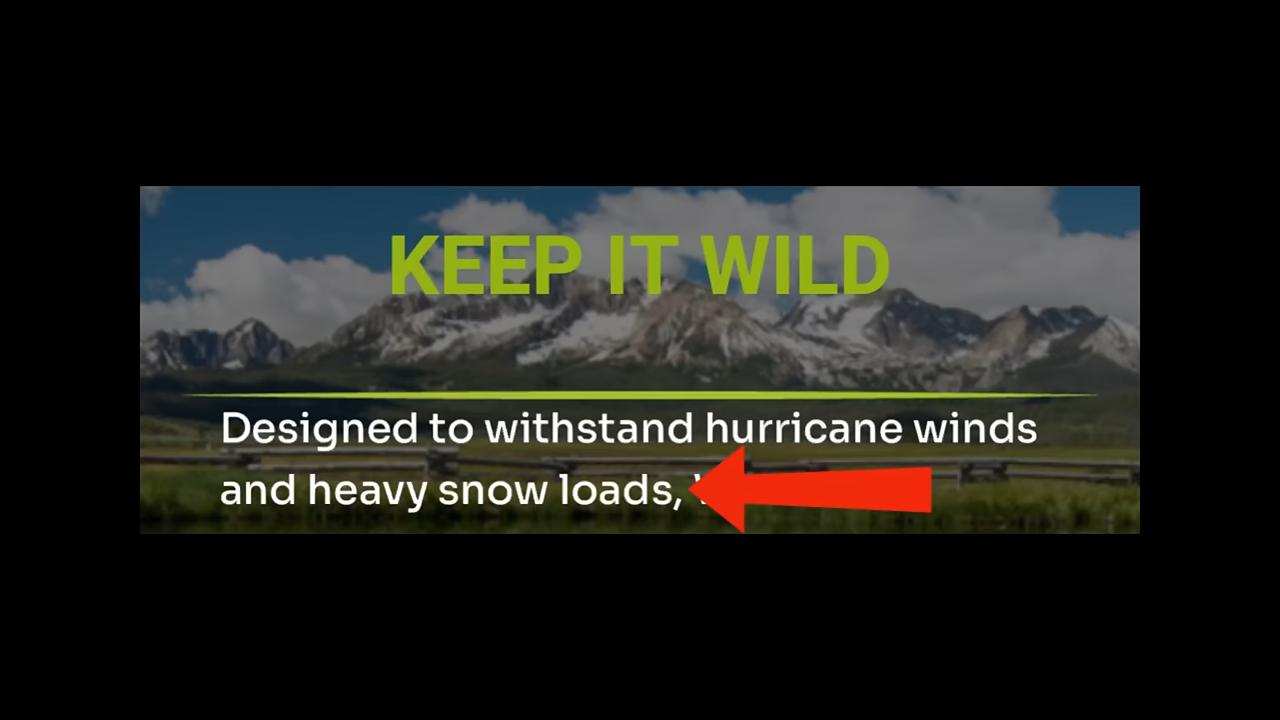 KEEP IT WILD
Designed to withstand hurricane winds
and heavy snow loads,